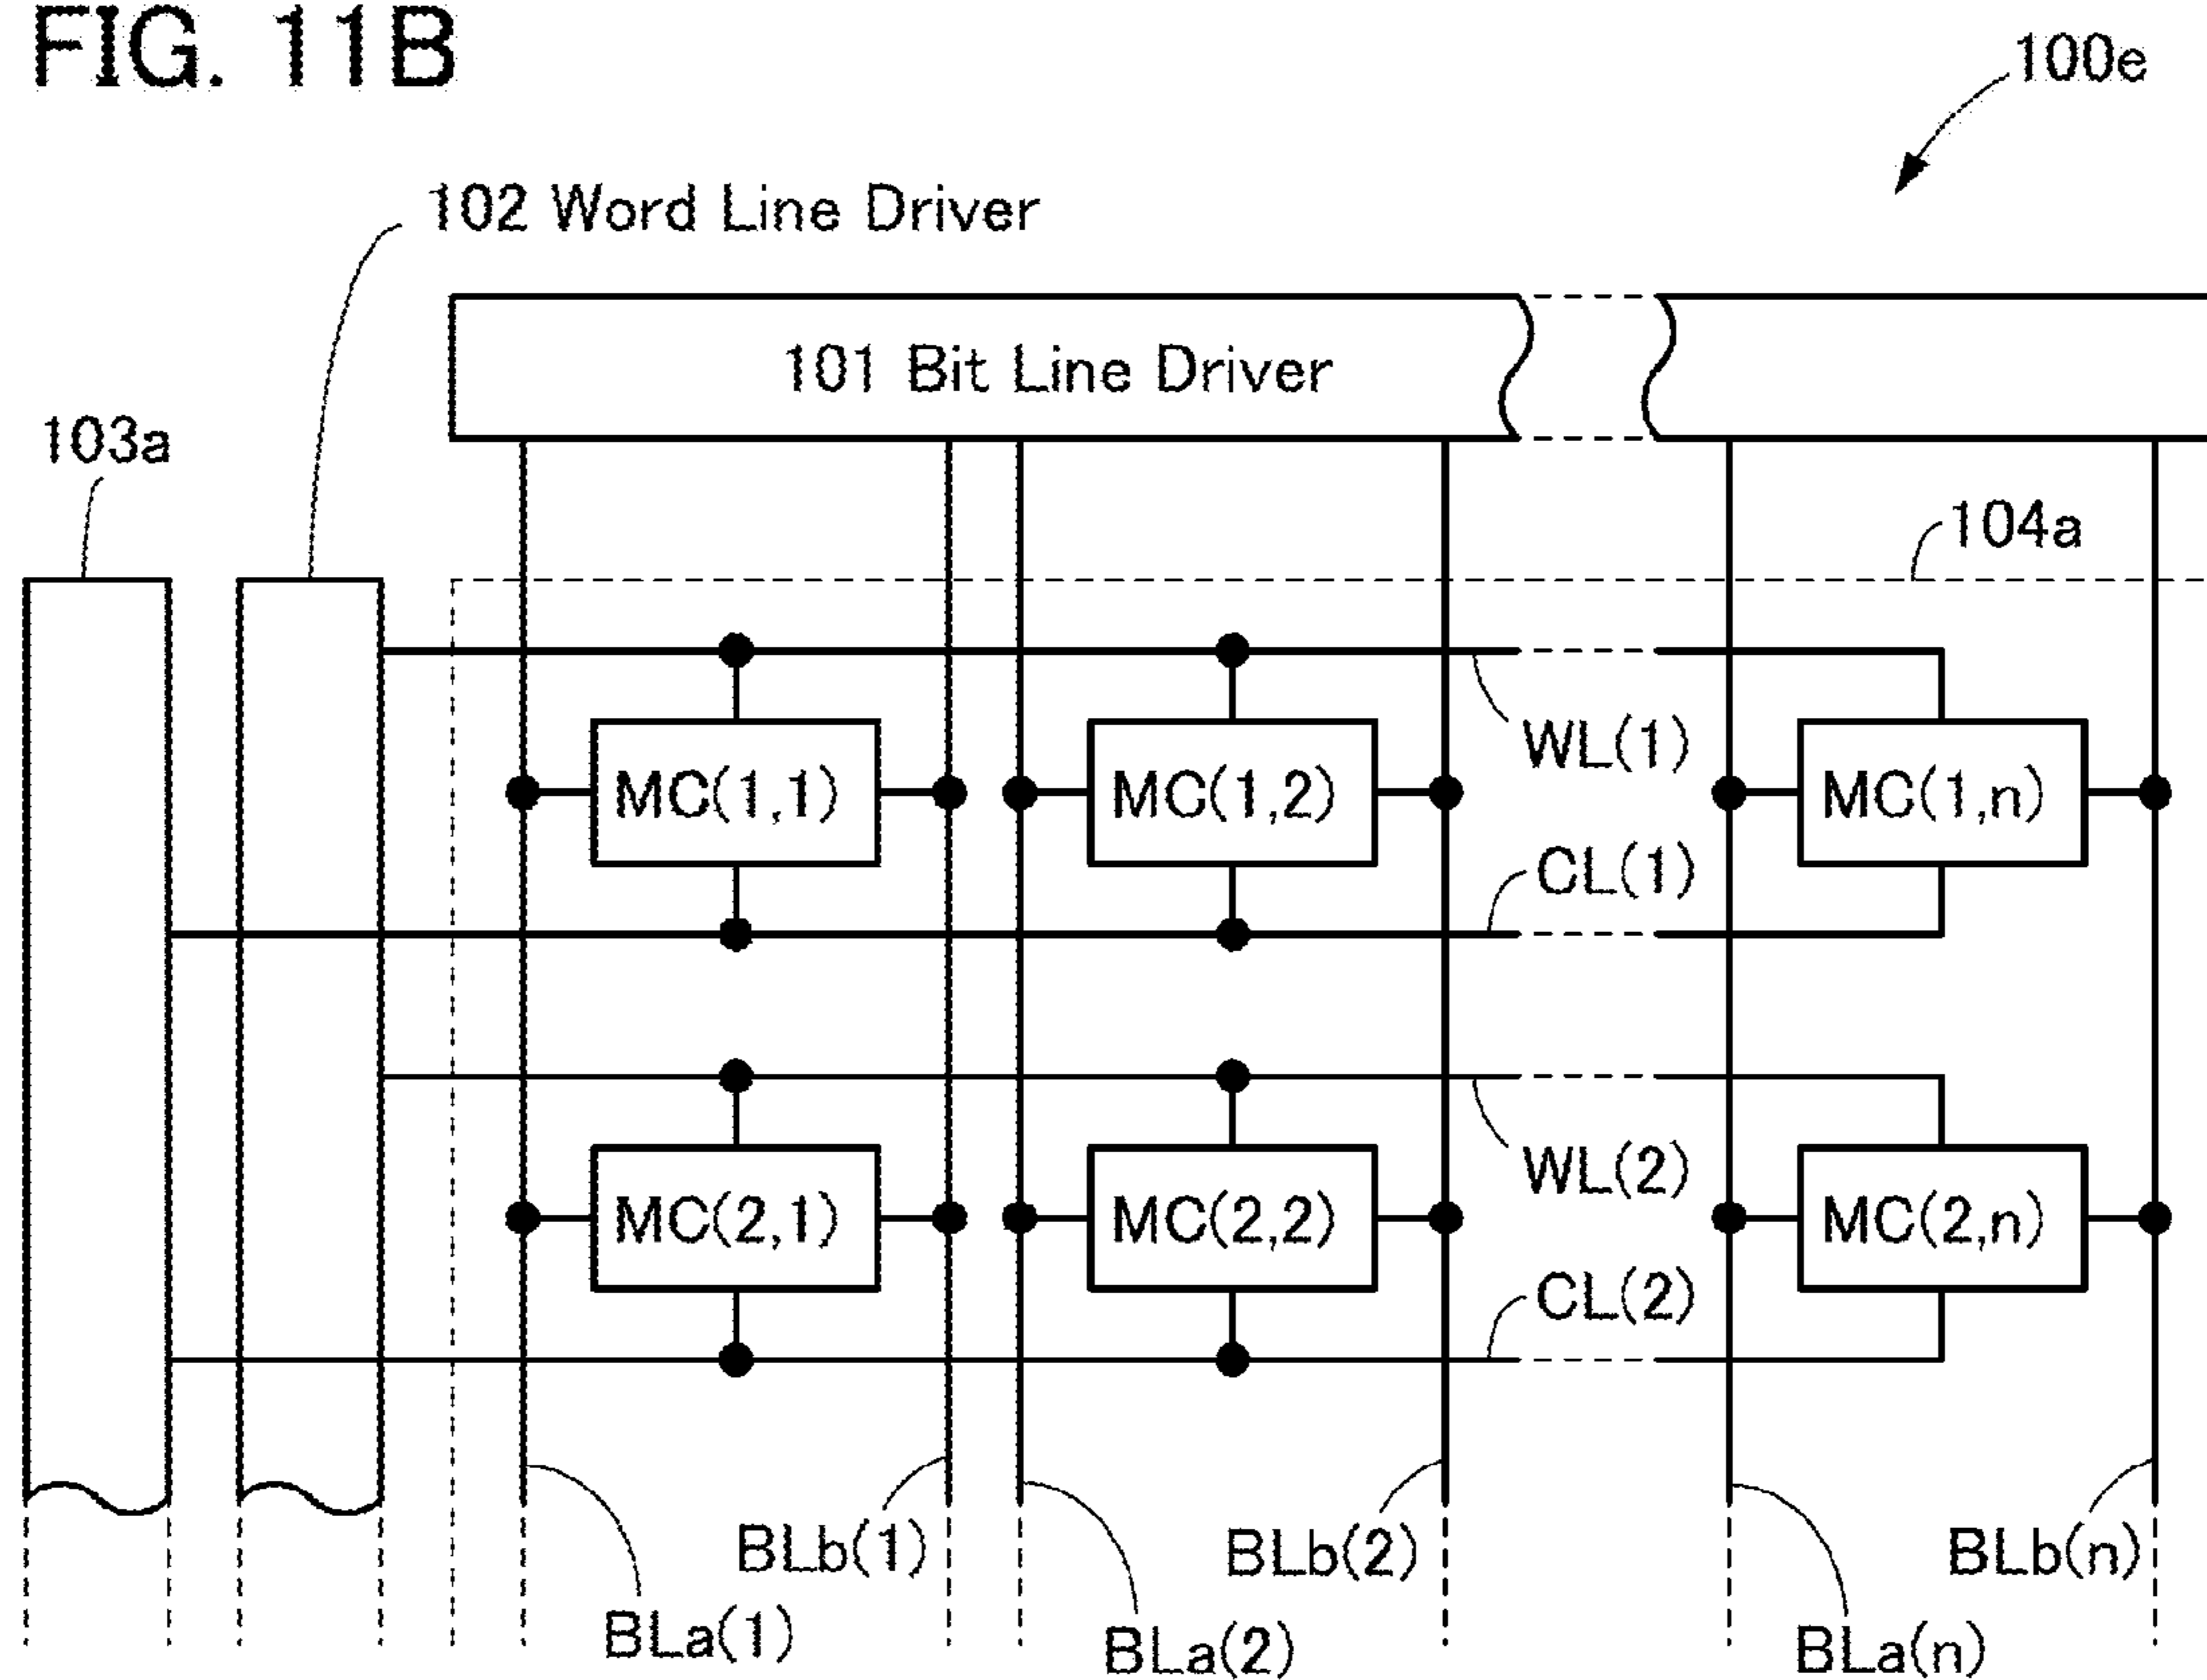 FIG. 11B
100e
102 Word Line Driver
101 Bit Line Driver
103a
104a
WL(1)
MC(1,1) MC(1,2) MC(1,n)
CL(1)
WL(2)
MC(2,1) MC(2,2) MC(2,n)
CL(2)
BLb(1) BLb(2) BLb(n)
BLa(1) BLa(2) BLa(n)